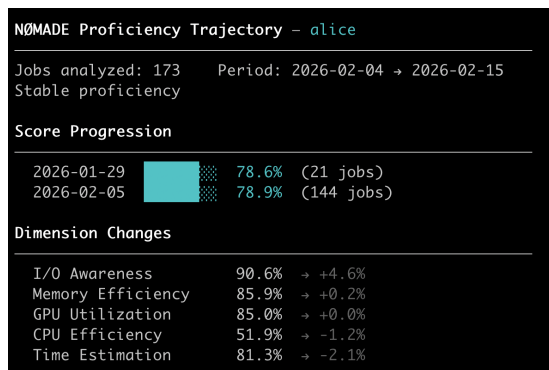 NØMADE Proficiency Trajectory — alice
Jobs analyzed: 173    Period: 2026-02-04 → 2026-02-15
Stable proficiency
Score Progression
2026-01-29 78.6% (21 jobs)
2026-02-05 78.9% (144 jobs)
Dimension Changes
I/O Awareness 90.6% → +4.6%
Memory Efficiency 85.9% → +0.2%
GPU Utilization 85.0% → +0.0%
CPU Efficiency 51.9% → -1.2%
Time Estimation 81.3% → -2.1%